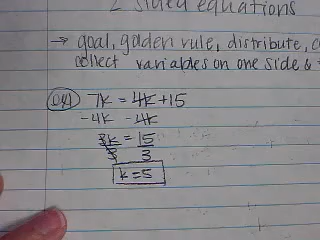 2 sided equations
→ goal, golden rule, distribute,
collect variables on one side &
EX1 7k = 4k + 15
-4k -4k
3k = 15
3 3
k = 5